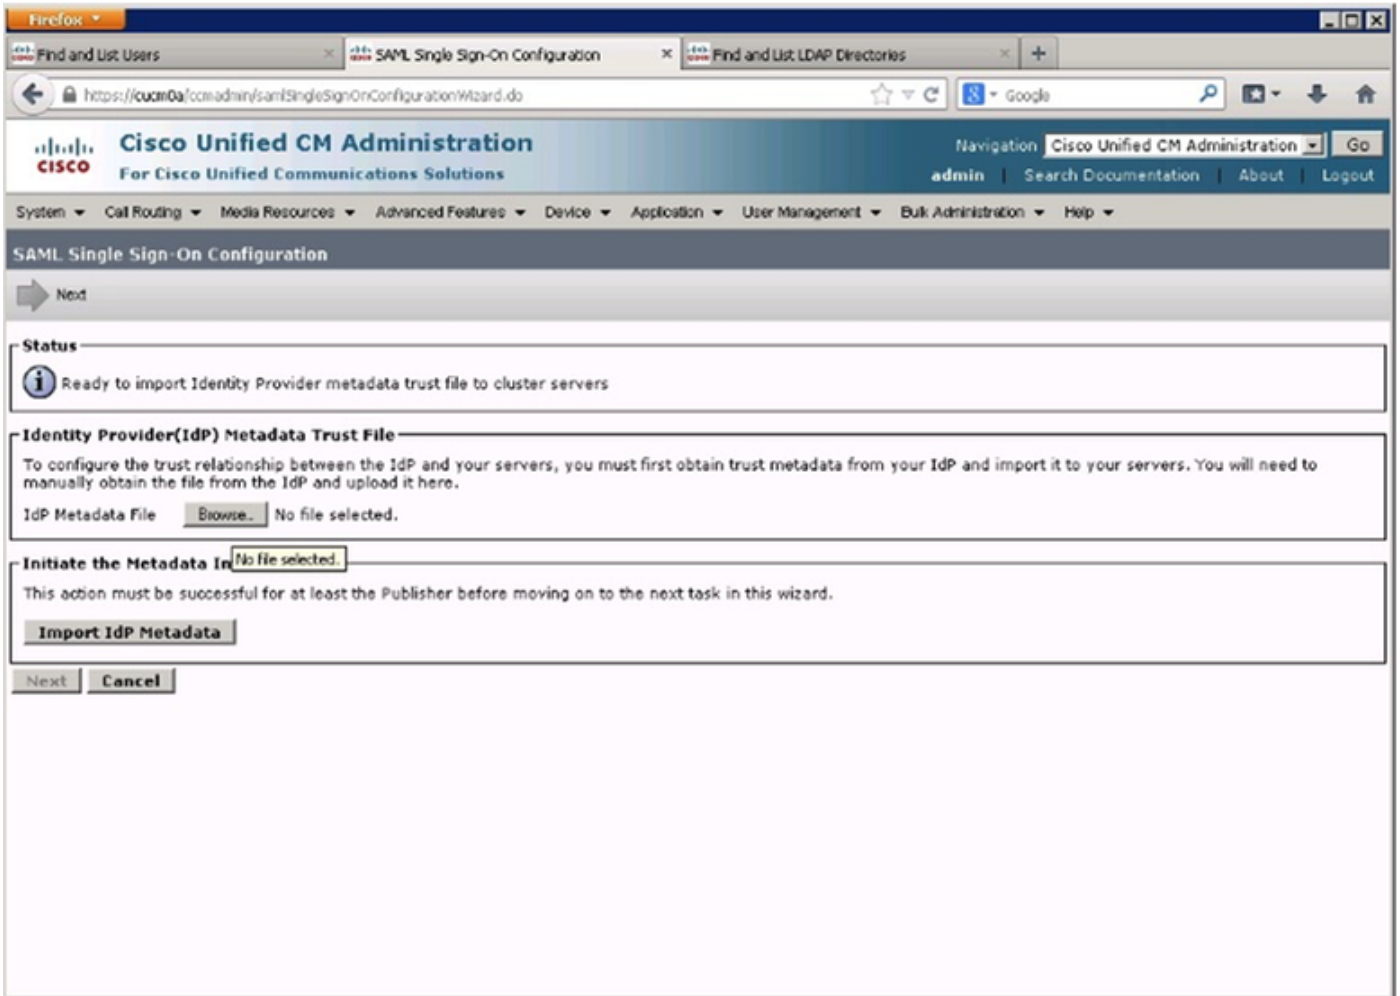 Firefox
Find and List Users
SAML Single Sign-On Configuration
Find and List LDAP Directories
https://cucm0a/ccmadmin/samlSingleSignOnConfigurationWizard.do
Google
CISCO
Cisco Unified CM Administration
For Cisco Unified Communications Solutions
Navigation Cisco Unified CM Administration Go
admin | Search Documentation | About | Logout
System Call Routing Media Resources Advanced Features Device Application User Management Bulk Administration Help
SAML Single Sign-On Configuration
Next
Status
Ready to import Identity Provider metadata trust file to cluster servers
Identity Provider(IdP) Metadata Trust File
To configure the trust relationship between the IdP and your servers, you must first obtain trust metadata from your IdP and import it to your servers. You will need to
manually obtain the file from the IdP and upload it here.
IdP Metadata File Browse... No file selected.
No file selected.
Initiate the Metadata
This action must be successful for at least the Publisher before moving on to the next task in this wizard.
Import IdP Metadata
Next Cancel